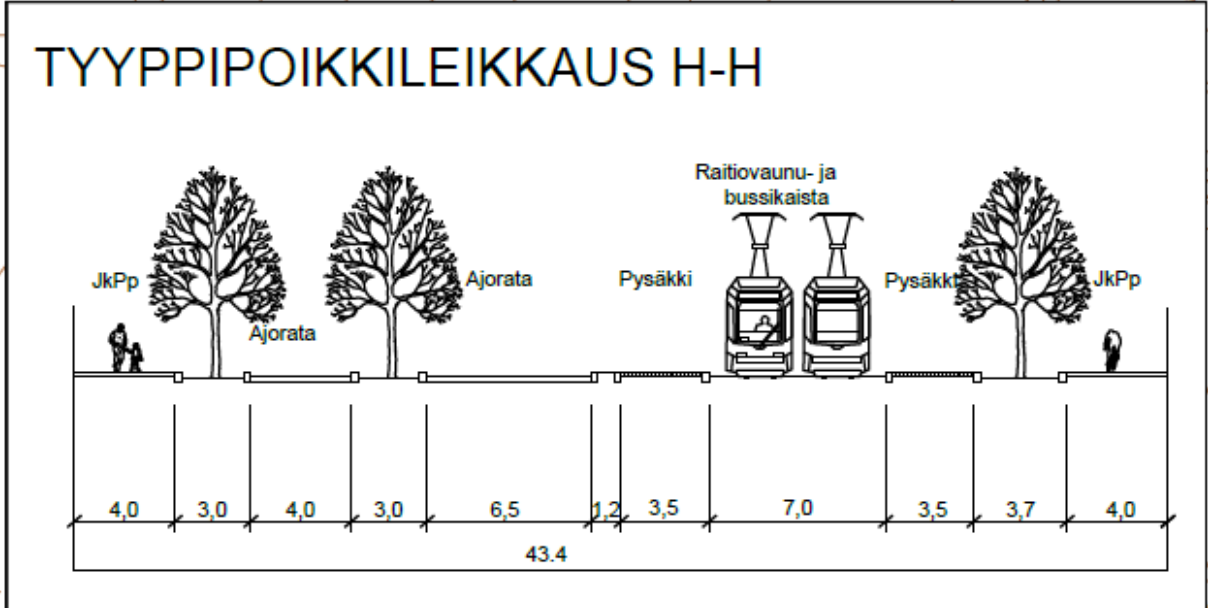 TYYPPIPOIKKILEIKKAUS H-H
Raitiovaunu- ja
bussikaista
JkPp
Ajorata
Ajorata
Pysäkki
Pysäkki
JkPp
4,0 3,0 4,0 3,0 6,5 1,2 3,5 7,0 3,5 3,7 4,0
43.4